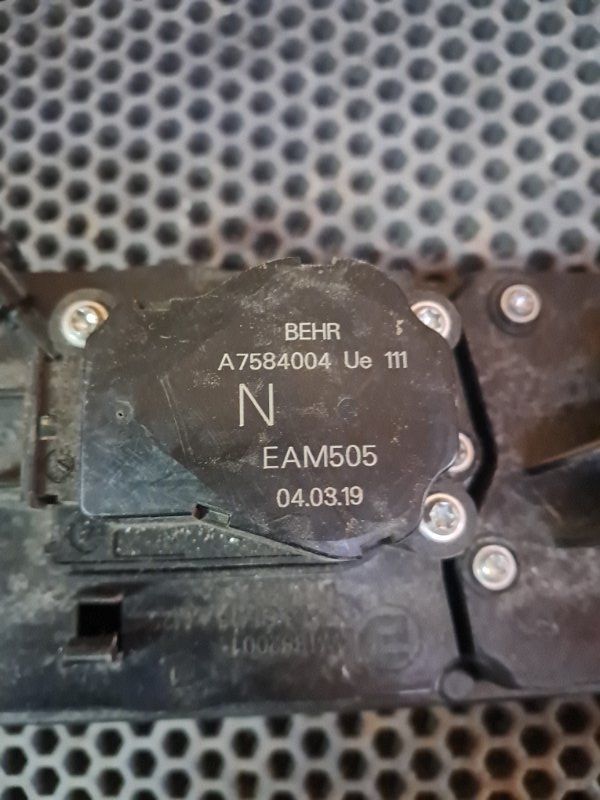 BEHR
A7584004 Ue 111
N
EAM505
04.03.19